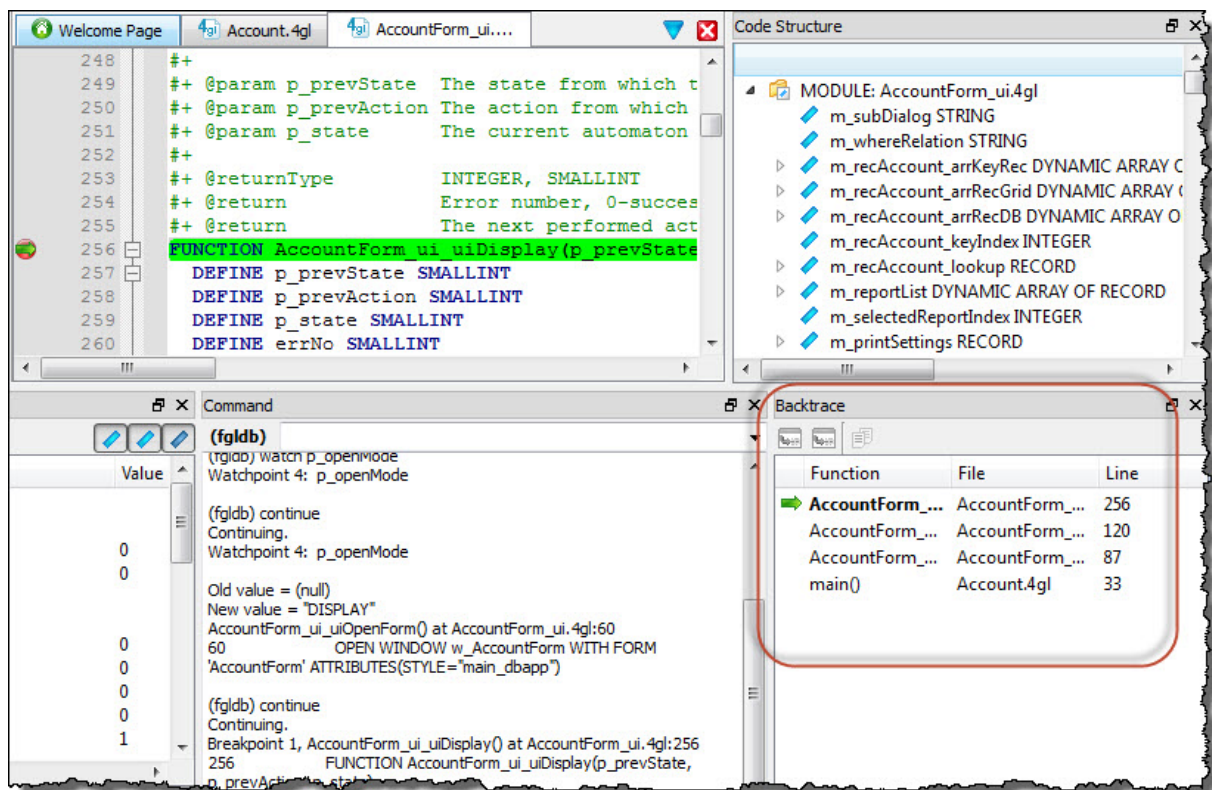 Welcome Page
Account.4gl
AccountForm_ui....
248 #+
249 #+ @param p_prevState The state from which t
250 #+ @param p_prevAction The action from which
251 #+ @param p_state The current automaton
252 #+
253 #+ @returnType INTEGER, SMALLINT
254 #+ @return Error number, 0-succes
255 #+ @return The next performed act
256 FUNCTION AccountForm_ui_uiDisplay(p_prevState
257 DEFINE p_prevState SMALLINT
258 DEFINE p_prevAction SMALLINT
259 DEFINE p_state SMALLINT
260 DEFINE errNo SMALLINT
Code Structure
MODULE: AccountForm_ui.4gl
m_subDialog STRING
m_whereRelation STRING
m_recAccount_arrKeyRec DYNAMIC ARRAY
m_recAccount_arrRecGrid DYNAMIC ARRAY
m_recAccount_arrRecDB DYNAMIC ARRAY O
m_recAccount_keyIndex INTEGER
m_recAccount_lookup RECORD
m_reportList DYNAMIC ARRAY OF RECORD
m_selectedReportIndex INTEGER
m_printSettings RECORD
Value
0
0
0
0
0
0
1
Command
(fgldb)
(fgldb) watch p_openMode
Watchpoint 4: p_openMode
(fgldb) continue
Continuing.
Watchpoint 4: p_openMode
Old value = (null)
New value = "DISPLAY"
AccountForm_ui_uiOpenForm() at AccountForm_ui.4gl:60
60 OPEN WINDOW w_AccountForm WITH FORM
'AccountForm' ATTRIBUTES(STYLE="main_dbapp")
(fgldb) continue
Continuing.
Breakpoint 1, AccountForm_ui_uiDisplay() at AccountForm_ui.4gl:256
256 FUNCTION AccountForm_ui_uiDisplay(p_prevState,
Backtrace
Function File Line
AccountForm_... AccountForm_... 256
AccountForm_... AccountForm_... 120
AccountForm_... AccountForm_... 87
main() Account.4gl 33